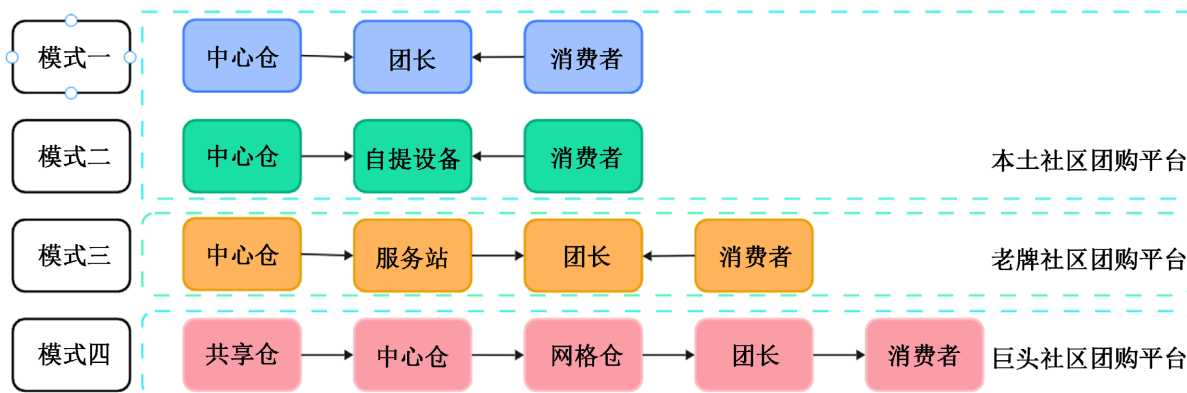 模式一 中心仓 团长 消费者
模式二 中心仓 自提设备 消费者 本土社区团购平台
模式三 中心仓 服务站 团长 消费者 老牌社区团购平台
模式四 共享仓 中心仓 网格仓 团长 消费者 巨头社区团购平台